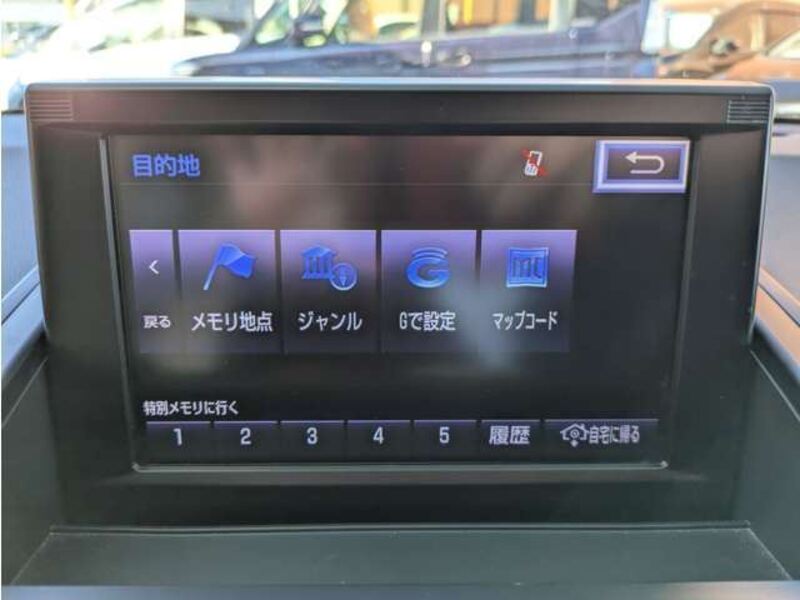 目的地
戻る メモリ地点 ジャンル Gで設定 マップコード
特別メモリに行く
1 2 3 4 5 履歴 自宅に帰る